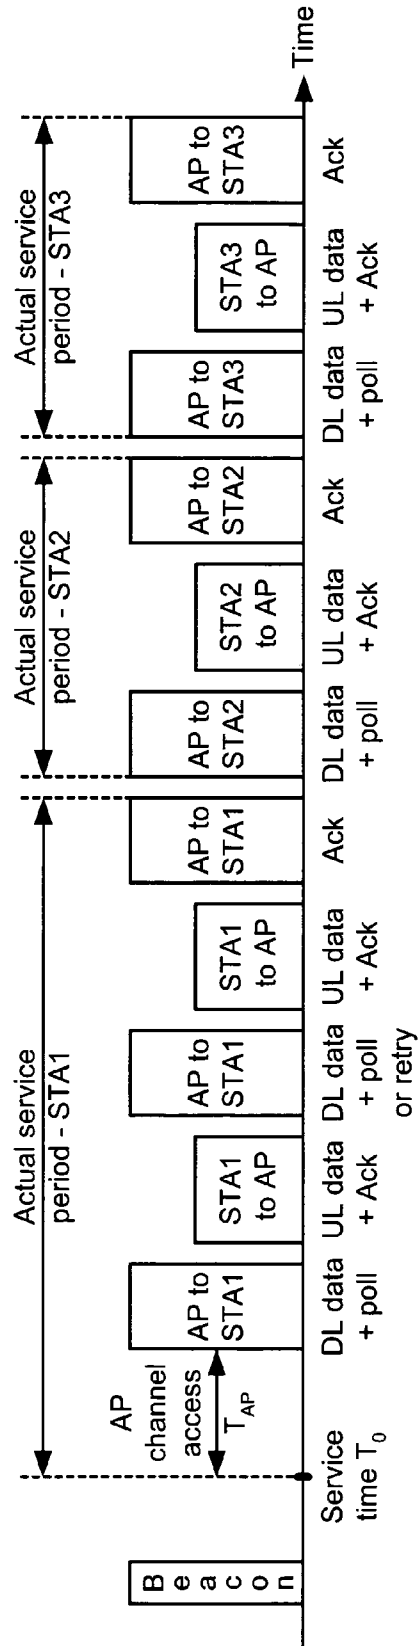 Actual service
period - STA1
Actual service
period - STA2
Actual service
period - STA3
AP
channel
access
T_AP
Beacon
AP to
STA1
STA1
to AP
AP to
STA1
STA1
to AP
AP to
STA1
AP to
STA2
STA2
to AP
AP to
STA2
AP to
STA3
STA3
to AP
AP to
STA3
Time
Service
time T_0
DL data
+ poll
UL data
+ Ack
DL data
+ poll
or retry
UL data
+ Ack
Ack
DL data
+ poll
UL data
+ Ack
Ack
DL data
+ poll
UL data
+ Ack
Ack